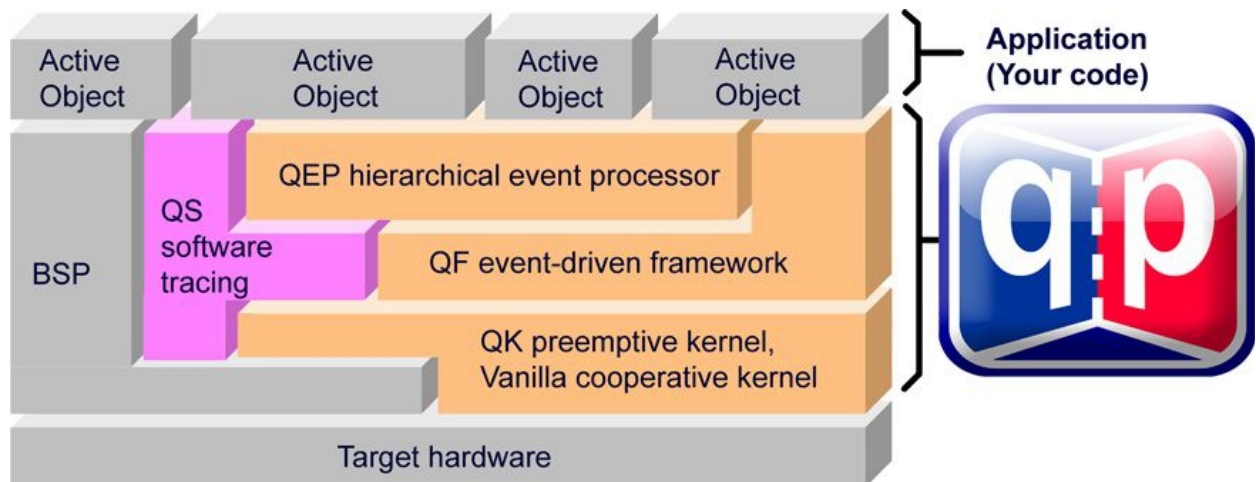 Active
Object
Active
Object
Active
Object
Active
Object
Application
(Your code)
QEP hierarchical event processor
QS
software
tracing
BSP
QF event-driven framework
qp
QK preemptive kernel,
Vanilla cooperative kernel
Target hardware